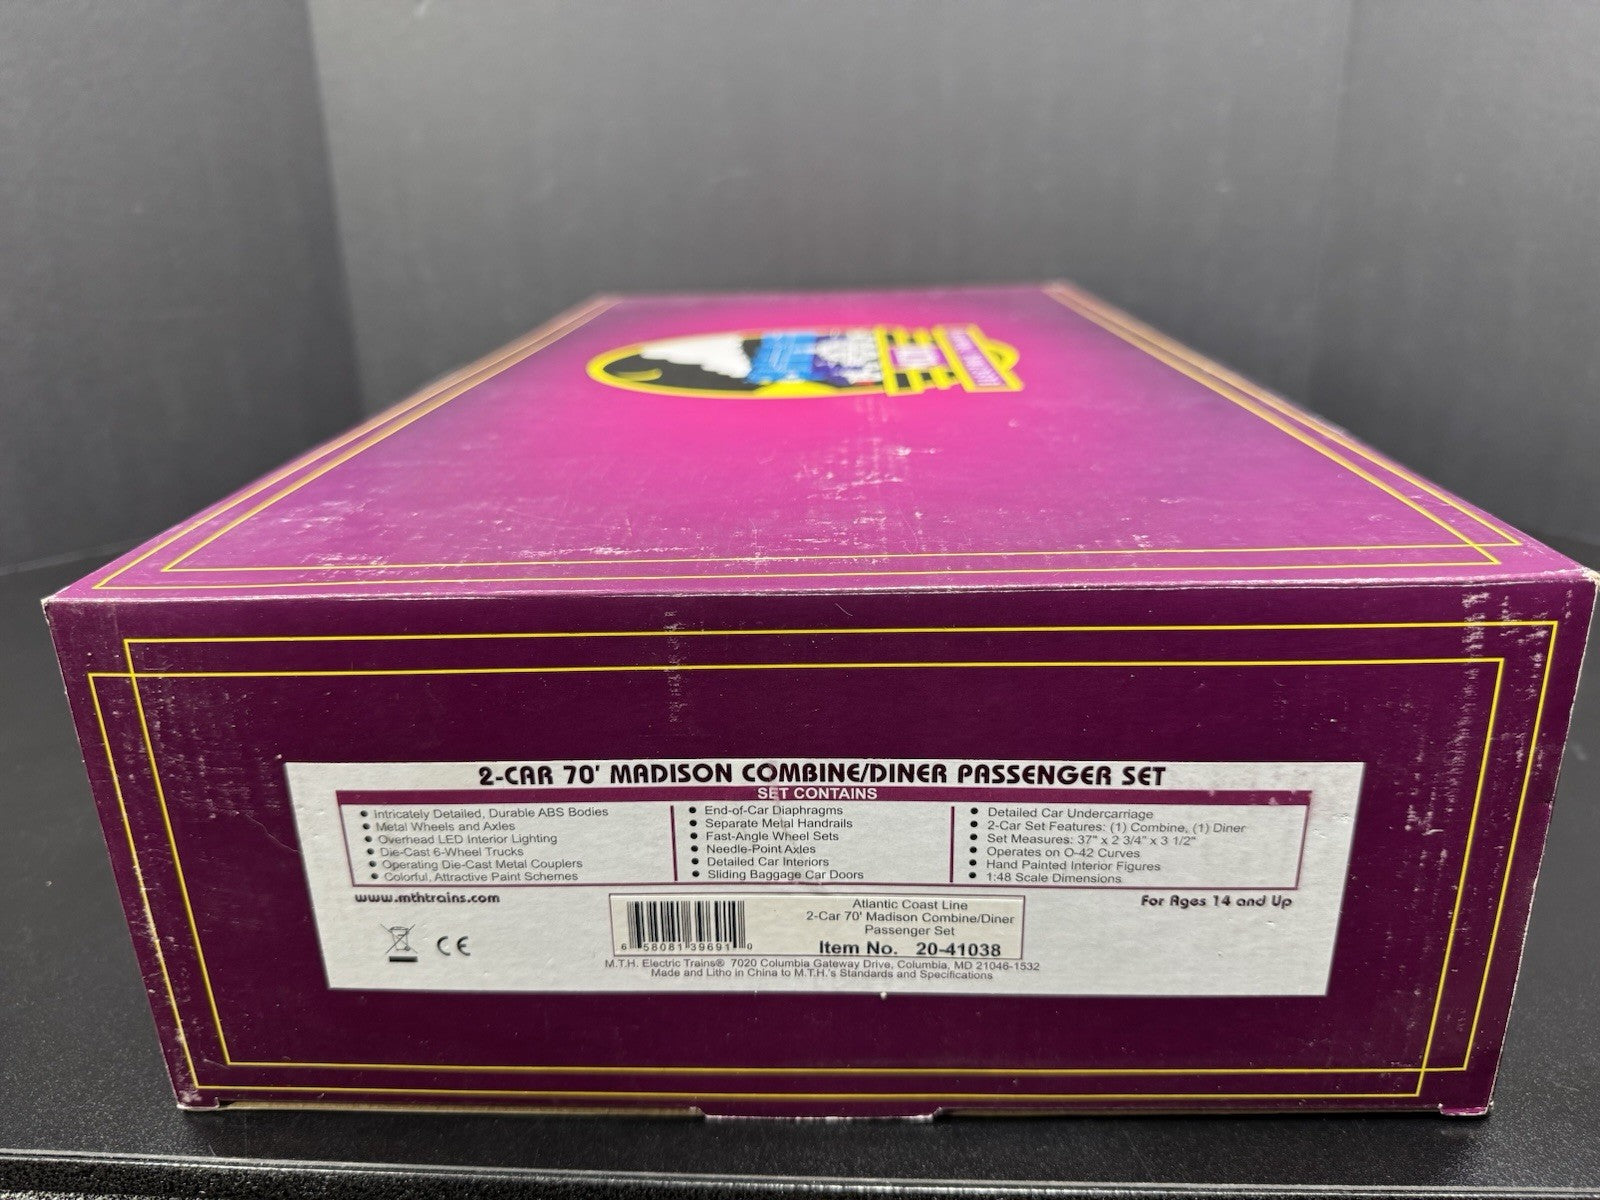 2-CAR 70' MADISON COMBINE/DINER PASSENGER SET
SET CONTAINS
• Intricately Detailed, Durable ABS Bodies
• Metal Wheels and Axles
• Overhead LED Interior Lighting
• Die-Cast 6-Wheel Trucks
• Operating Die-Cast Metal Couplers
• Colorful, Attractive Paint Schemes
• End-of-Car Diaphragms
• Separate Metal Handrails
• Fast-Angle Wheel Sets
• Needle-Point Axles
• Detailed Car Interiors
• Sliding Baggage Car Doors
• Detailed Car Undercarriage
• 2-Car Set Features: (1) Combine, (1) Diner
• Set Measures: 37" x 2 3/4" x 3 1/2"
• Operates on O-42 Curves
• Hand Painted Interior Figures
• 1:48 Scale Dimensions
www.mthtrains.com
For Ages 14 and Up
CE
6 58081 39691 0
Atlantic Coast Line
2-Car 70' Madison Combine/Diner
Passenger Set
Item No. 20-41038
M.T.H. Electric Trains® 7020 Columbia Gateway Drive, Columbia, MD 21046-1532
Made and Litho in China to M.T.H.'s Standards and Specifications